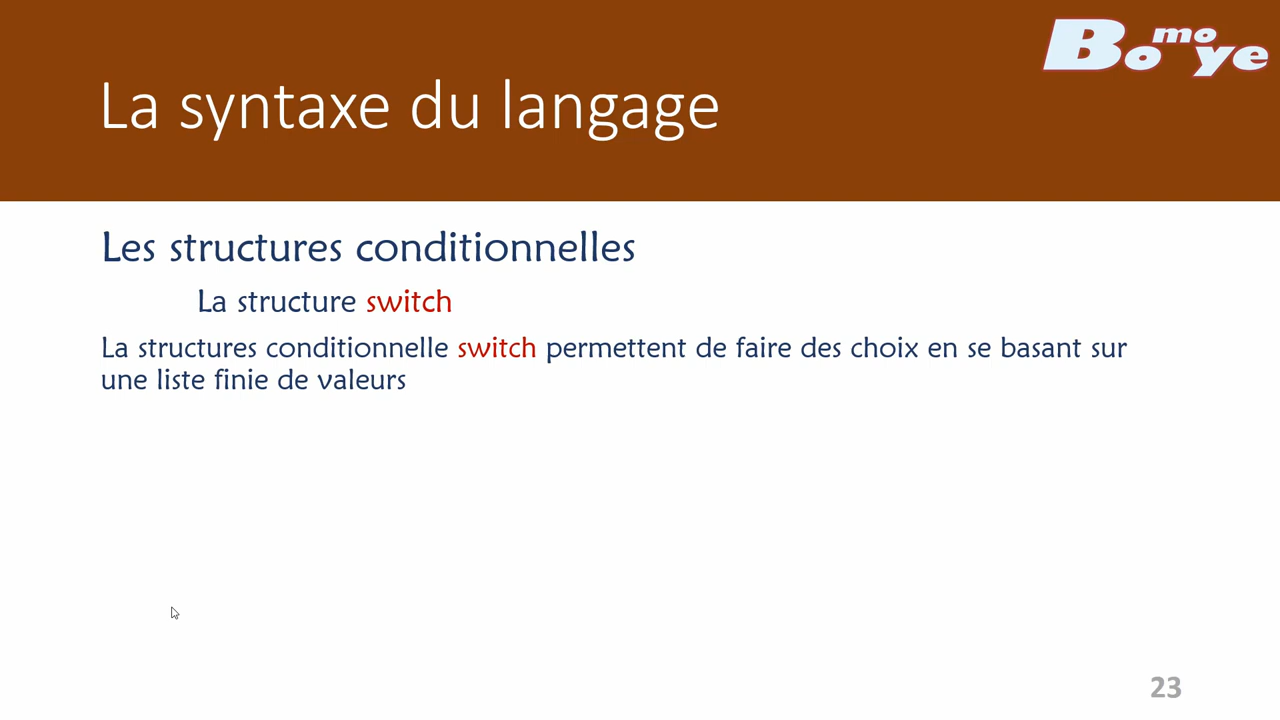 Bomoye
La syntaxe du langage
Les structures conditionnelles
La structure switch
La structures conditionnelle switch permettent de faire des choix en se basant sur
une liste finie de valeurs
23